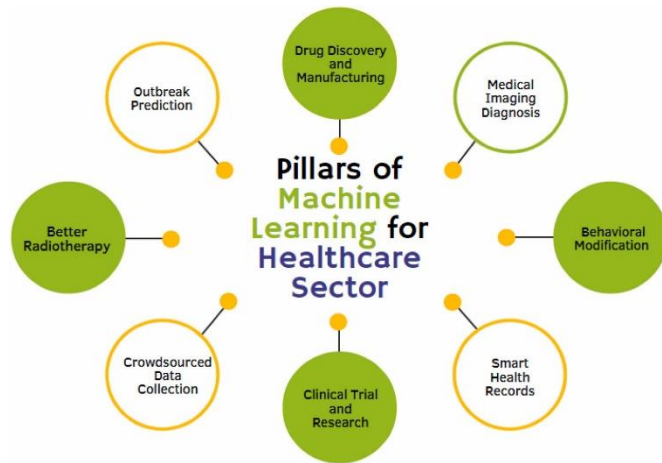 Drug Discovery
and
Manufacturing
Outbreak
Prediction
Medical
Imaging
Diagnosis
Pillars of
Machine
Learning for
Healthcare
Sector
Better
Radiotherapy
Behavioral
Modification
Crowdsourced
Data
Collection
Clinical Trial
and
Research
Smart
Health
Records